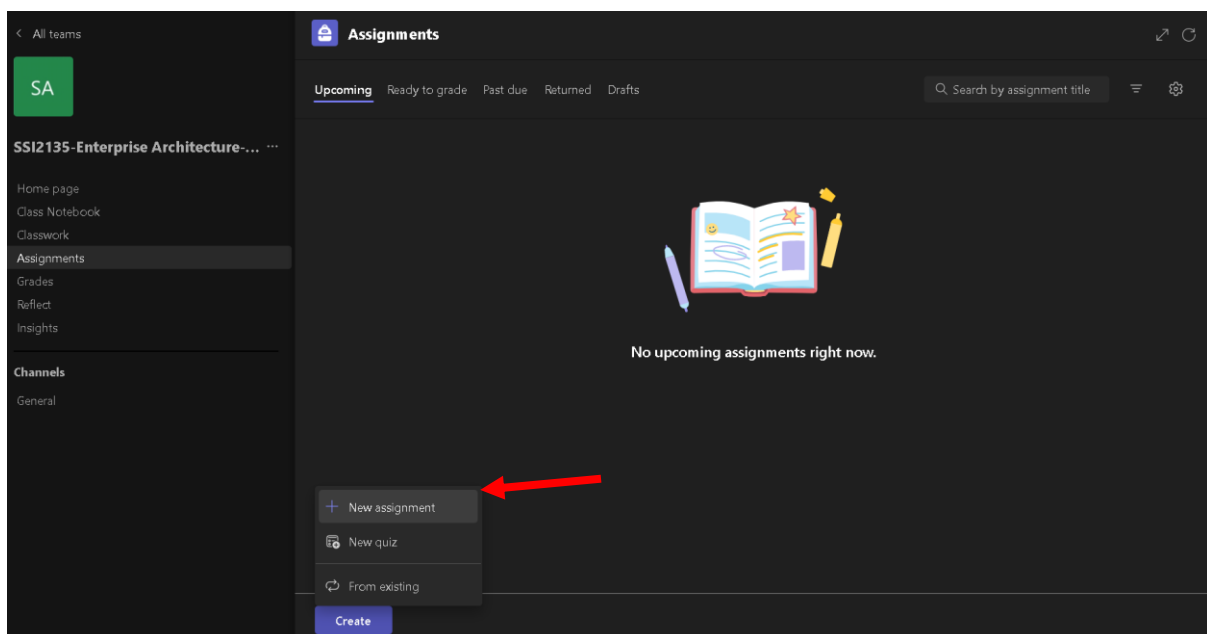 All teams
SA
SSI2135-Enterprise Architecture-... ...
Home page
Class Notebook
Classwork
Assignments
Grades
Reflect
Insights
Channels
General
Assignments
Upcoming Ready to grade Past due Returned Drafts
Search by assignment title
No upcoming assignments right now.
New assignment
New quiz
From existing
Create